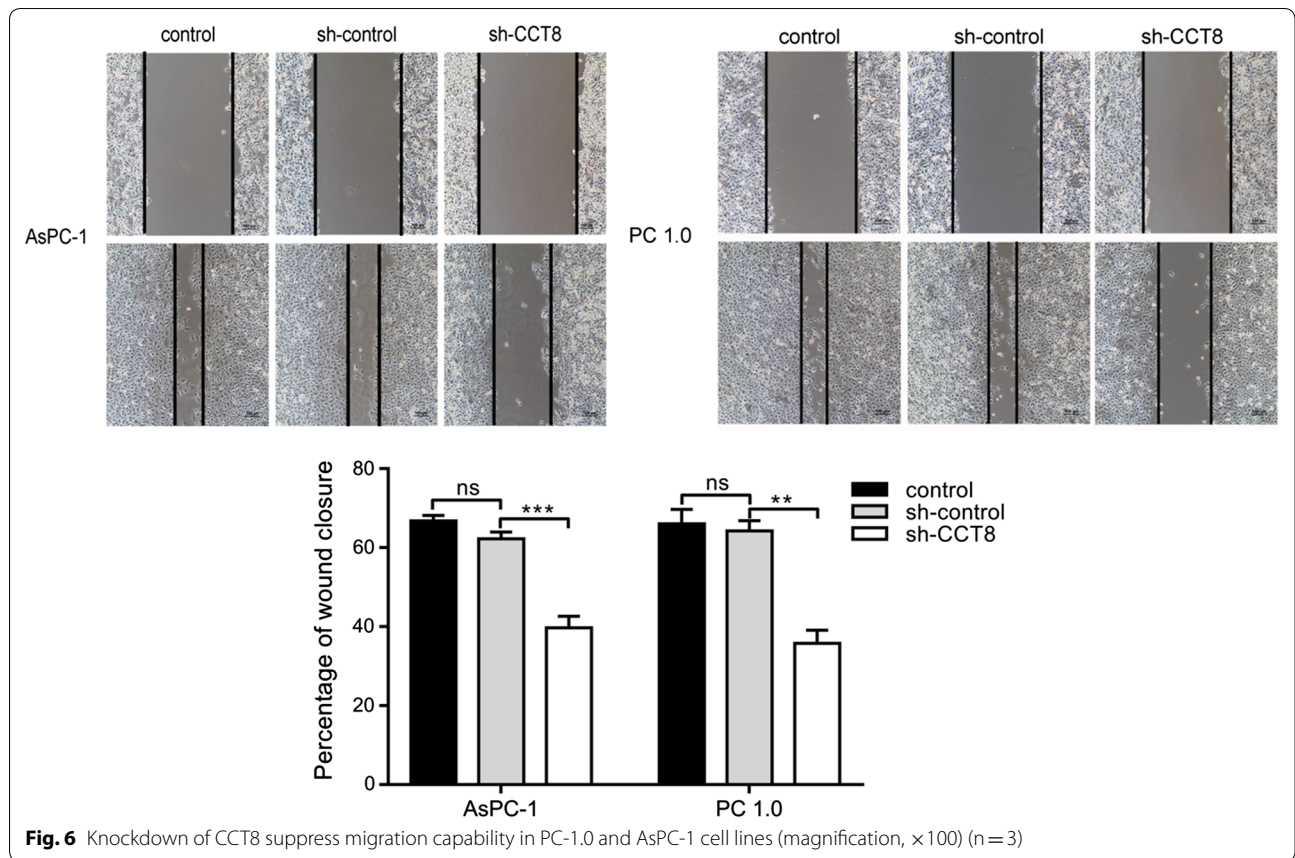 control sh-control sh-CCT8
control sh-control sh-CCT8
AsPC-1
PC 1.0
Percentage of wound closure
80
60
40
20
0
ns
***
ns
**
control
sh-control
sh-CCT8
AsPC-1
PC 1.0
Fig. 6 Knockdown of CCT8 suppress migration capability in PC-1.0 and AsPC-1 cell lines (magnification, ×100) (n = 3)